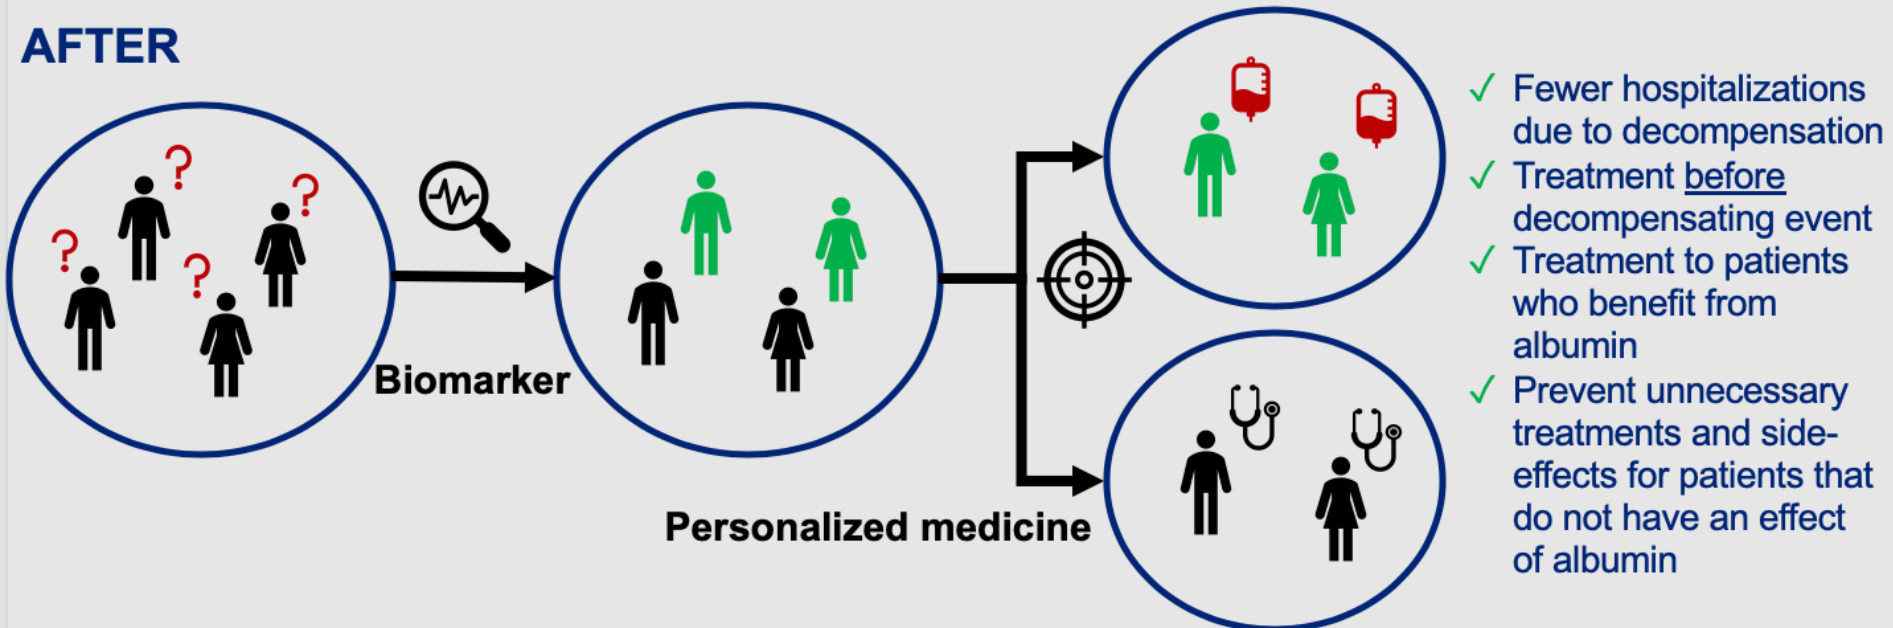 AFTER
?
?
?
?
Biomarker
Personalized medicine
✓ Fewer hospitalizations
due to decompensation
✓ Treatment before
decompensating event
✓ Treatment to patients
who benefit from
albumin
✓ Prevent unnecessary
treatments and side-
effects for patients that
do not have an effect
of albumin